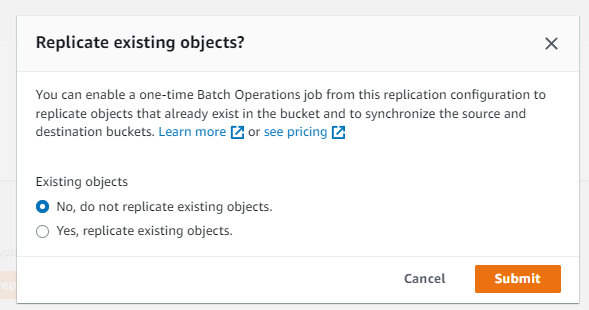 Replicate existing objects?
You can enable a one-time Batch Operations job from this replication configuration to
replicate objects that already exist in the bucket and to synchronize the source and
destination buckets. Learn more or see pricing
Existing objects
No, do not replicate existing objects.
Yes, replicate existing objects.
Cancel
Submit